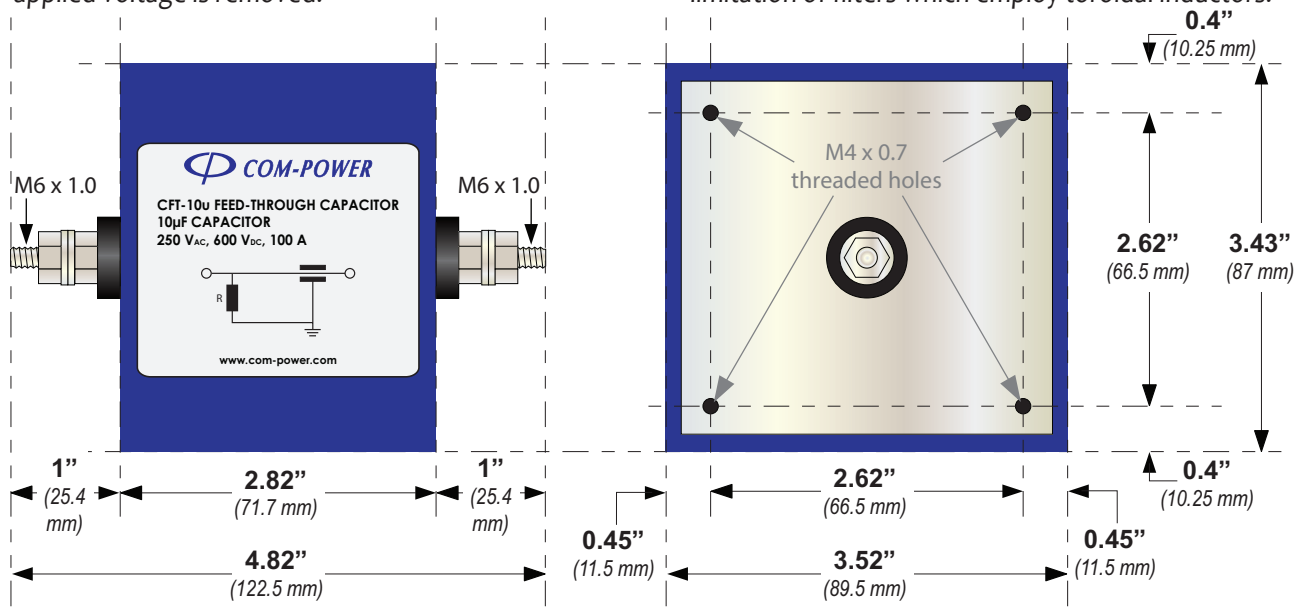 applied voltage is removed.
limitation of filters which employ toroidal inductors.
0.4”
(10.25 mm)
COM-POWER
M6 x 1.0
M6 x 1.0
CFT-10u FEED-THROUGH CAPACITOR
10µF CAPACITOR
250 VAC, 600 VDC, 100 A
R
www.com-power.com
M4 x 0.7
threaded holes
2.62”
(66.5 mm)
3.43”
(87 mm)
1”
(25.4
mm)
2.82”
(71.7 mm)
1”
(25.4
mm)
4.82”
(122.5 mm)
2.62”
(66.5 mm)
0.4”
(10.25 mm)
0.45”
(11.5 mm)
3.52”
(89.5 mm)
0.45”
(11.5 mm)